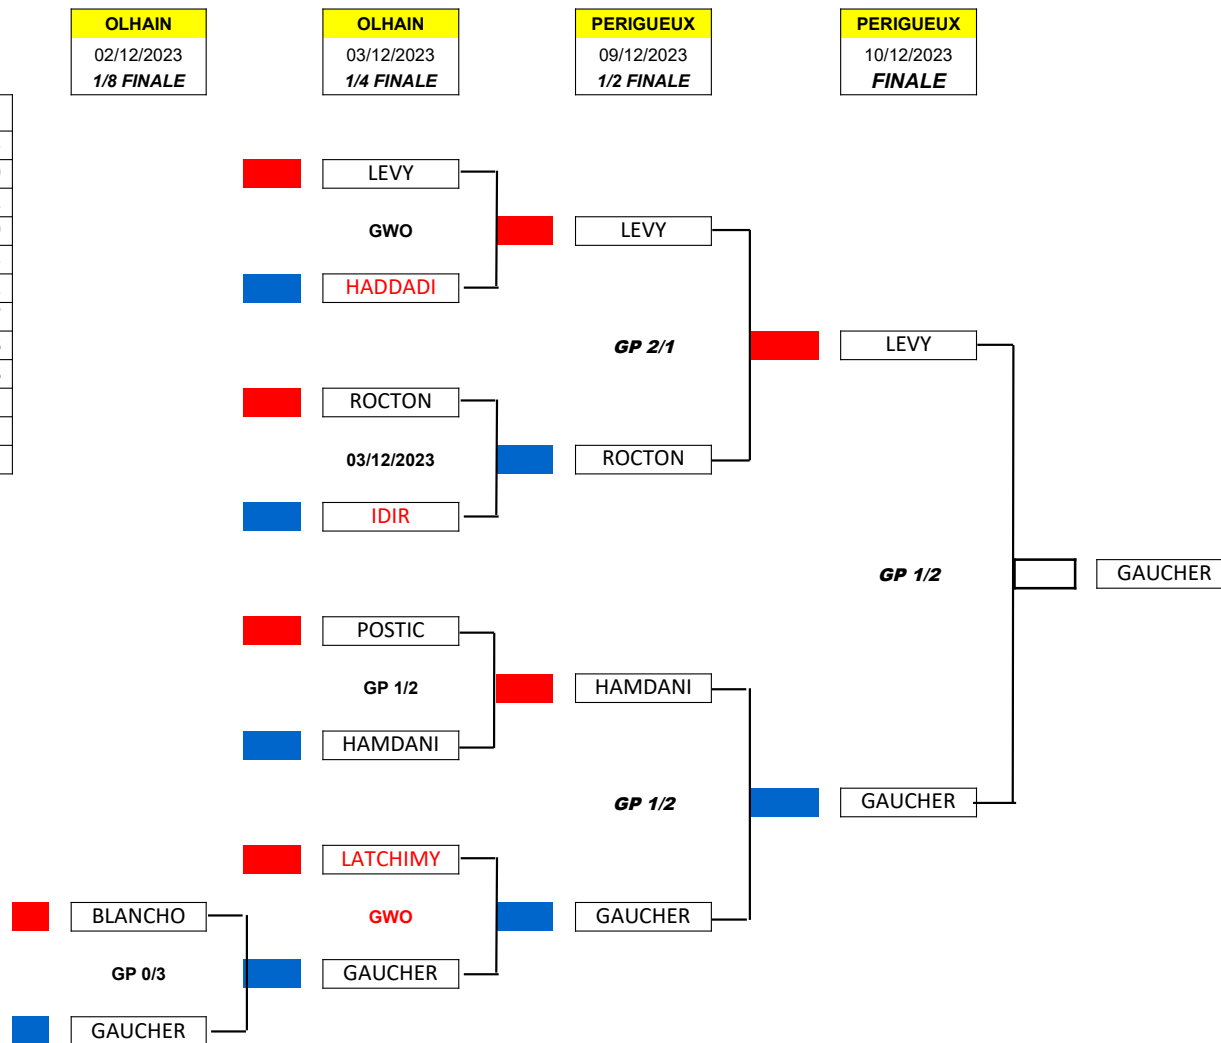 OLHAIN
02/12/2023
1/8 FINALE
OLHAIN
03/12/2023
1/4 FINALE
PERIGUEUX
09/12/2023
1/2 FINALE
PERIGUEUX
10/12/2023
FINALE
LEVY
GWO
LEVY
HADDADI
GP 2/1
LEVY
ROCTON
03/12/2023
ROCTON
IDIR
GP 1/2
GAUCHER
POSTIC
GP 1/2
HAMDANI
HAMDANI
GP 1/2
GAUCHER
LATCHIMY
BLANCHO
GWO
GAUCHER
GP 0/3
GAUCHER
GAUCHER